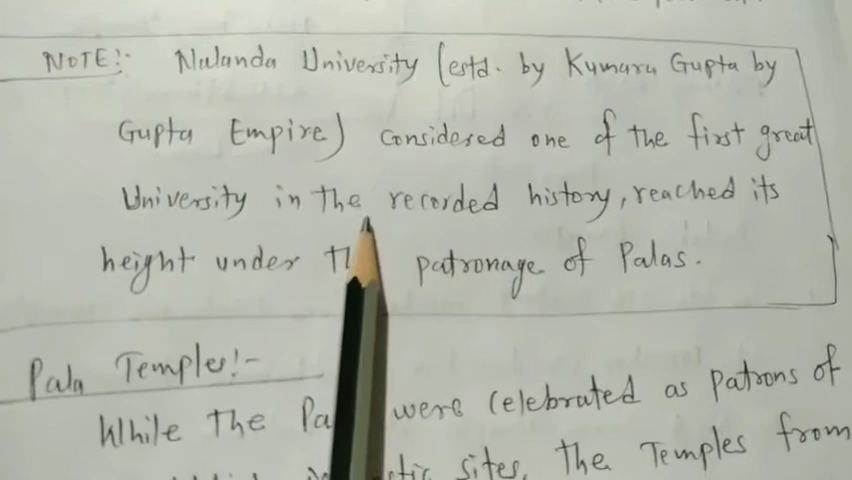 NOTE:- Nalanda University (estd. by Kumara Gupta by
Gupta Empire) Considered one of the first great
University in the recorded history, reached its
height under the patronage of Palas.
Pala Temples:-
While the Pa were celebrated as patrons of
sites, the Temples from